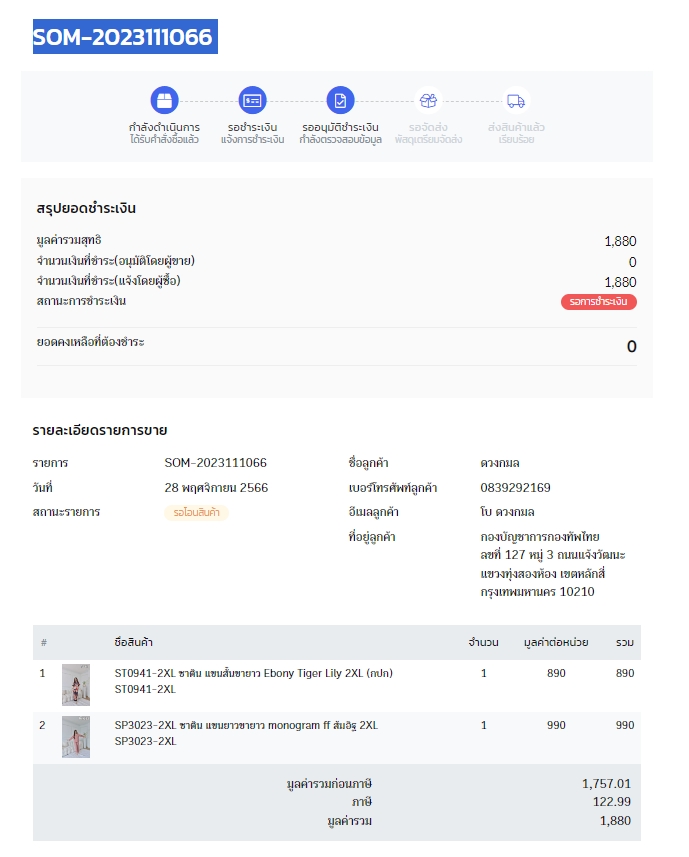 SOM-2023111066
กำลังดำเนินการ
ได้รับคำสั่งซื้อแล้ว
รอชำระเงิน
แจ้งการชำระเงิน
รออนุมัติชำระเงิน
กำลังตรวจสอบข้อมูล
รอจัดส่ง
พัสดุเตรียมจัดส่ง
ส่งสินค้าแล้ว
เรียบร้อย
สรุปยอดชำระเงิน
มูลค่ารวมสุทธิ 1,880
จำนวนเงินที่ชำระ(อนุมัติโดยผู้ขาย) 0
จำนวนเงินที่ชำระ(แจ้งโดยผู้ซื้อ) 1,880
สถานะการชำระเงิน รอการชำระเงิน
ยอดคงเหลือที่ต้องชำระ 0
รายละเอียดรายการขาย
รายการ SOM-2023111066
วันที่ 28 พฤศจิกายน 2566
สถานะรายการ รอโอนสินค้า
ชื่อลูกค้า ดวงกมล
เบอร์โทรศัพท์ลูกค้า 0839292169
อีเมลลูกค้า โบ ดวงกมล
ที่อยู่ลูกค้า กองบัญชาการกองทัพไทย
ลขที่ 127 หมู่ 3 ถนนแจ้งวัฒนะ
แขวงทุ่งสองห้อง เขตหลักสี่
กรุงเทพมหานคร 10210
# ชื่อสินค้า จำนวน มูลค่าต่อหน่วย รวม
1 ST0941-2XL ซาติน แขนสั้นขายาว Ebony Tiger Lily 2XL (กปก) 1 890 890
ST0941-2XL
2 SP3023-2XL ซาติน แขนยาวขายาว monogram ff ส้มอิฐ 2XL 1 990 990
SP3023-2XL
มูลค่ารวมก่อนภาษี 1,757.01
ภาษี 122.99
มูลค่ารวม 1,880